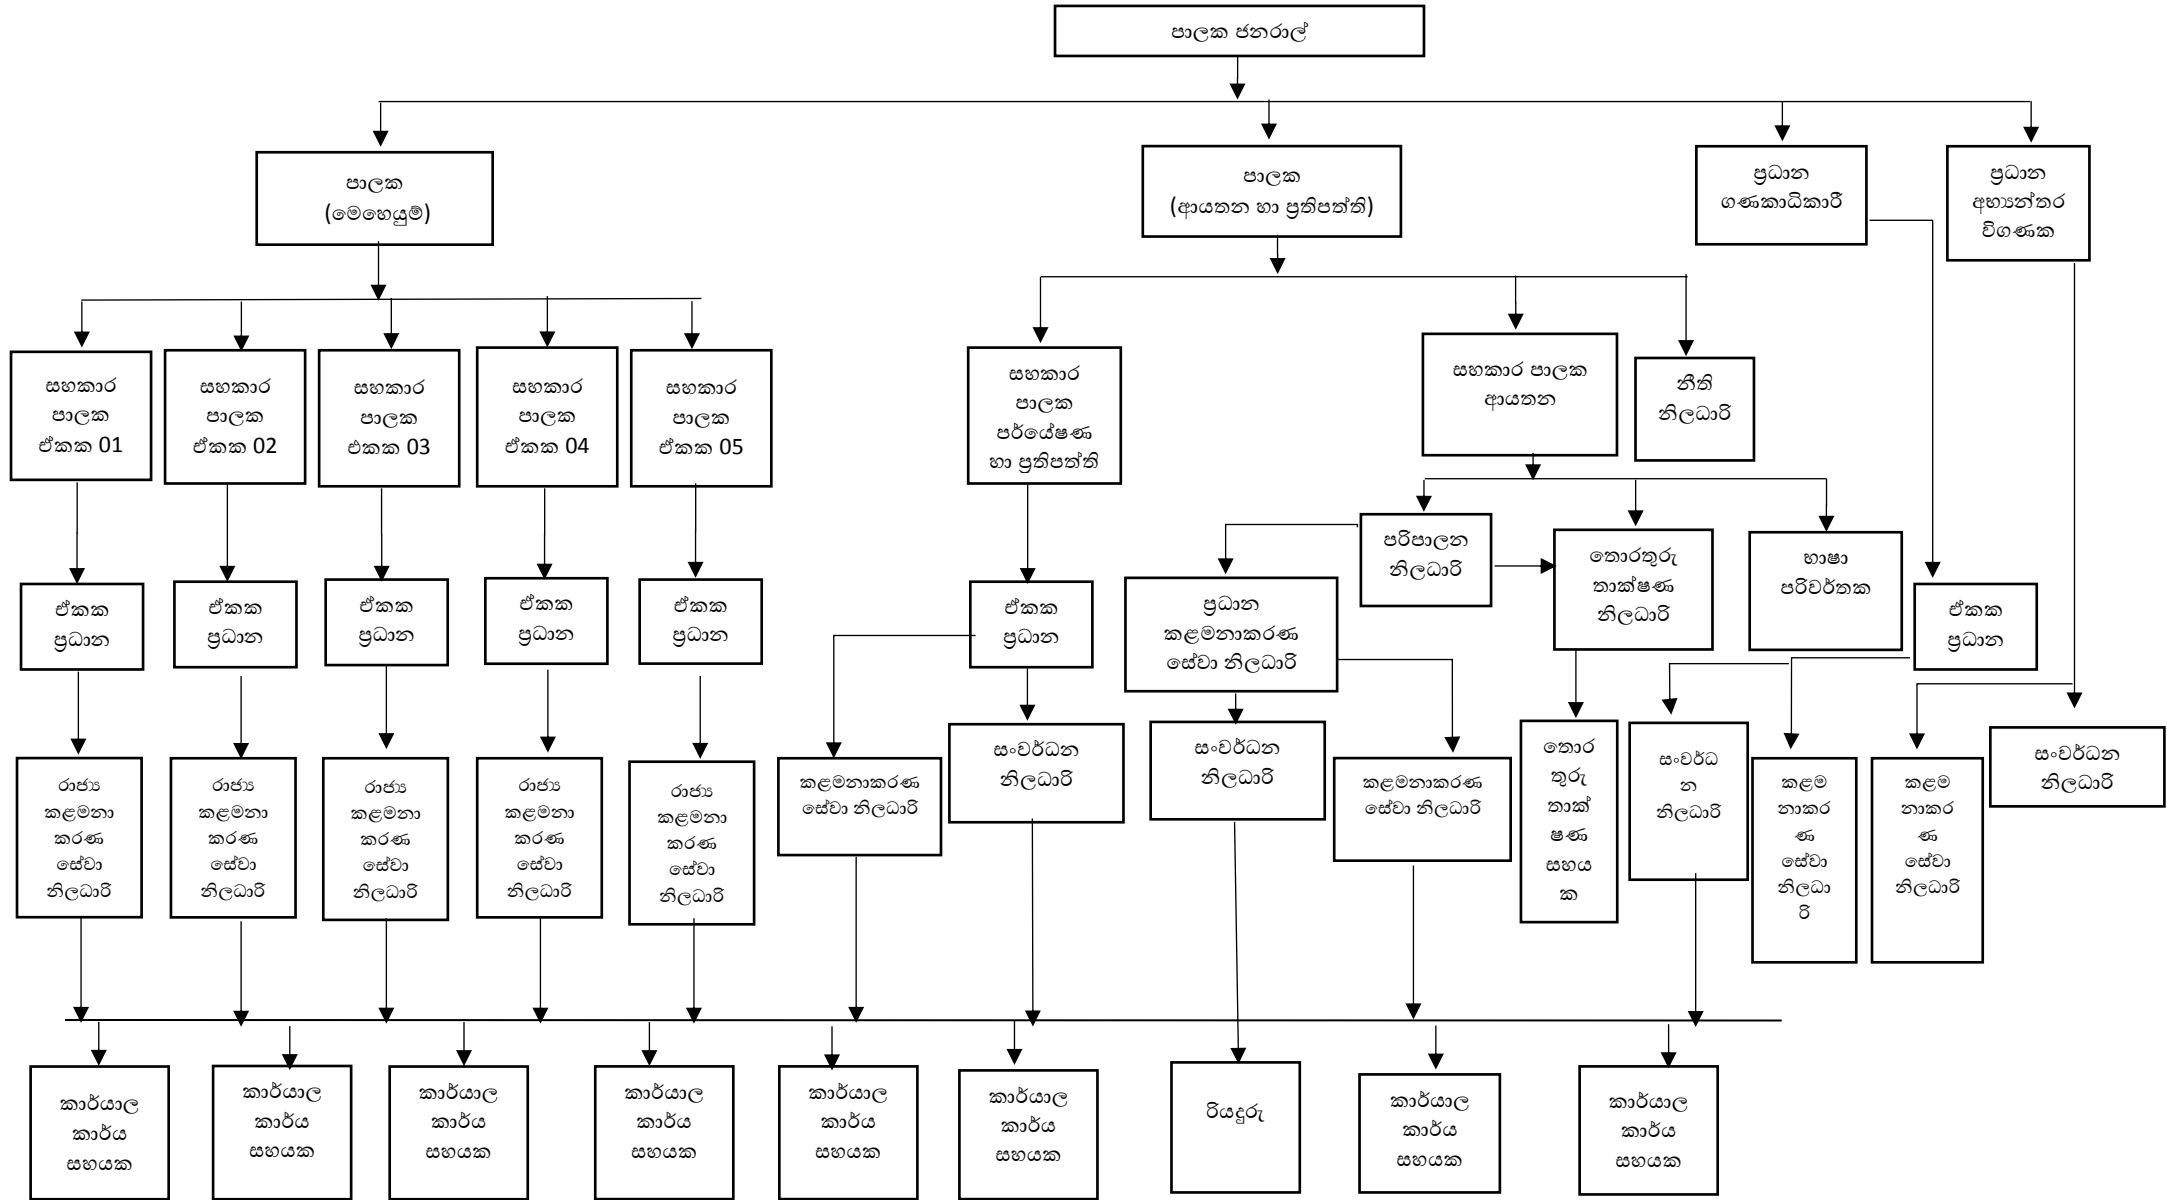 පාලක ජනරාල්
පාලක
(මෙහෙයුම්)
පාලක
(ආයතන හා ප්‍රතිපත්ති)
ප්‍රධාන
ගණකාධිකාරී
ප්‍රධාන
අභ්‍යන්තර
විගණක
සහකාර
පාලක
ඒකක 01
සහකාර
පාලක
ඒකක 02
සහකාර
පාලක
එකක 03
සහකාර
පාලක
ඒකක 04
සහකාර
පාලක
ඒකක 05
සහකාර
පාලක
පර්යේෂණ
හා ප්‍රතිපත්ති
සහකාර පාලක
ආයතන
නීති
නිලධාරි
පරිපාලන
නිලධාරි
තොරතුරු
තාක්ෂණ
නිලධාරි
භාෂා
පරිවර්තක
ඒකක
ප්‍රධාන
ඒකක
ප්‍රධාන
ඒකක
ප්‍රධාන
ඒකක
ප්‍රධාන
ඒකක
ප්‍රධාන
ඒකක
ප්‍රධාන
ප්‍රධාන
කළමනාකරණ
සේවා නිලධාරි
ඒකක
ප්‍රධාන
රාජ්‍ය
කළමනා
කරණ
සේවා
නිලධාරි
රාජ්‍ය
කළමනා
කරණ
සේවා
නිලධාරි
රාජ්‍ය
කළමනා
කරණ
සේවා
නිලධාරි
රාජ්‍ය
කළමනා
කරණ
සේවා
නිලධාරි
රාජ්‍ය
කළමනා
කරණ
සේවා
නිලධාරි
කළමනාකරණ
සේවා නිලධාරි
සංවර්ධන
නිලධාරි
සංවර්ධන
නිලධාරි
කළමනාකරණ
සේවා නිලධාරි
තොර
තුරු
තාක්
ෂණ
සහය
ක
සංවර්ධ
න
නිලධාරි
කළම
නාකර
ණ
සේවා
නිලධා
රි
කළම
නාකර
ණ
සේවා
නිලධාරි
සංවර්ධන
නිලධාරි
කාර්යාල
කාර්ය
සහයක
කාර්යාල
කාර්ය
සහයක
කාර්යාල
කාර්ය
සහයක
කාර්යාල
කාර්ය
සහයක
කාර්යාල
කාර්ය
සහයක
කාර්යාල
කාර්ය
සහයක
රියදුරු
කාර්යාල
කාර්ය
සහයක
කාර්යාල
කාර්ය
සහයක